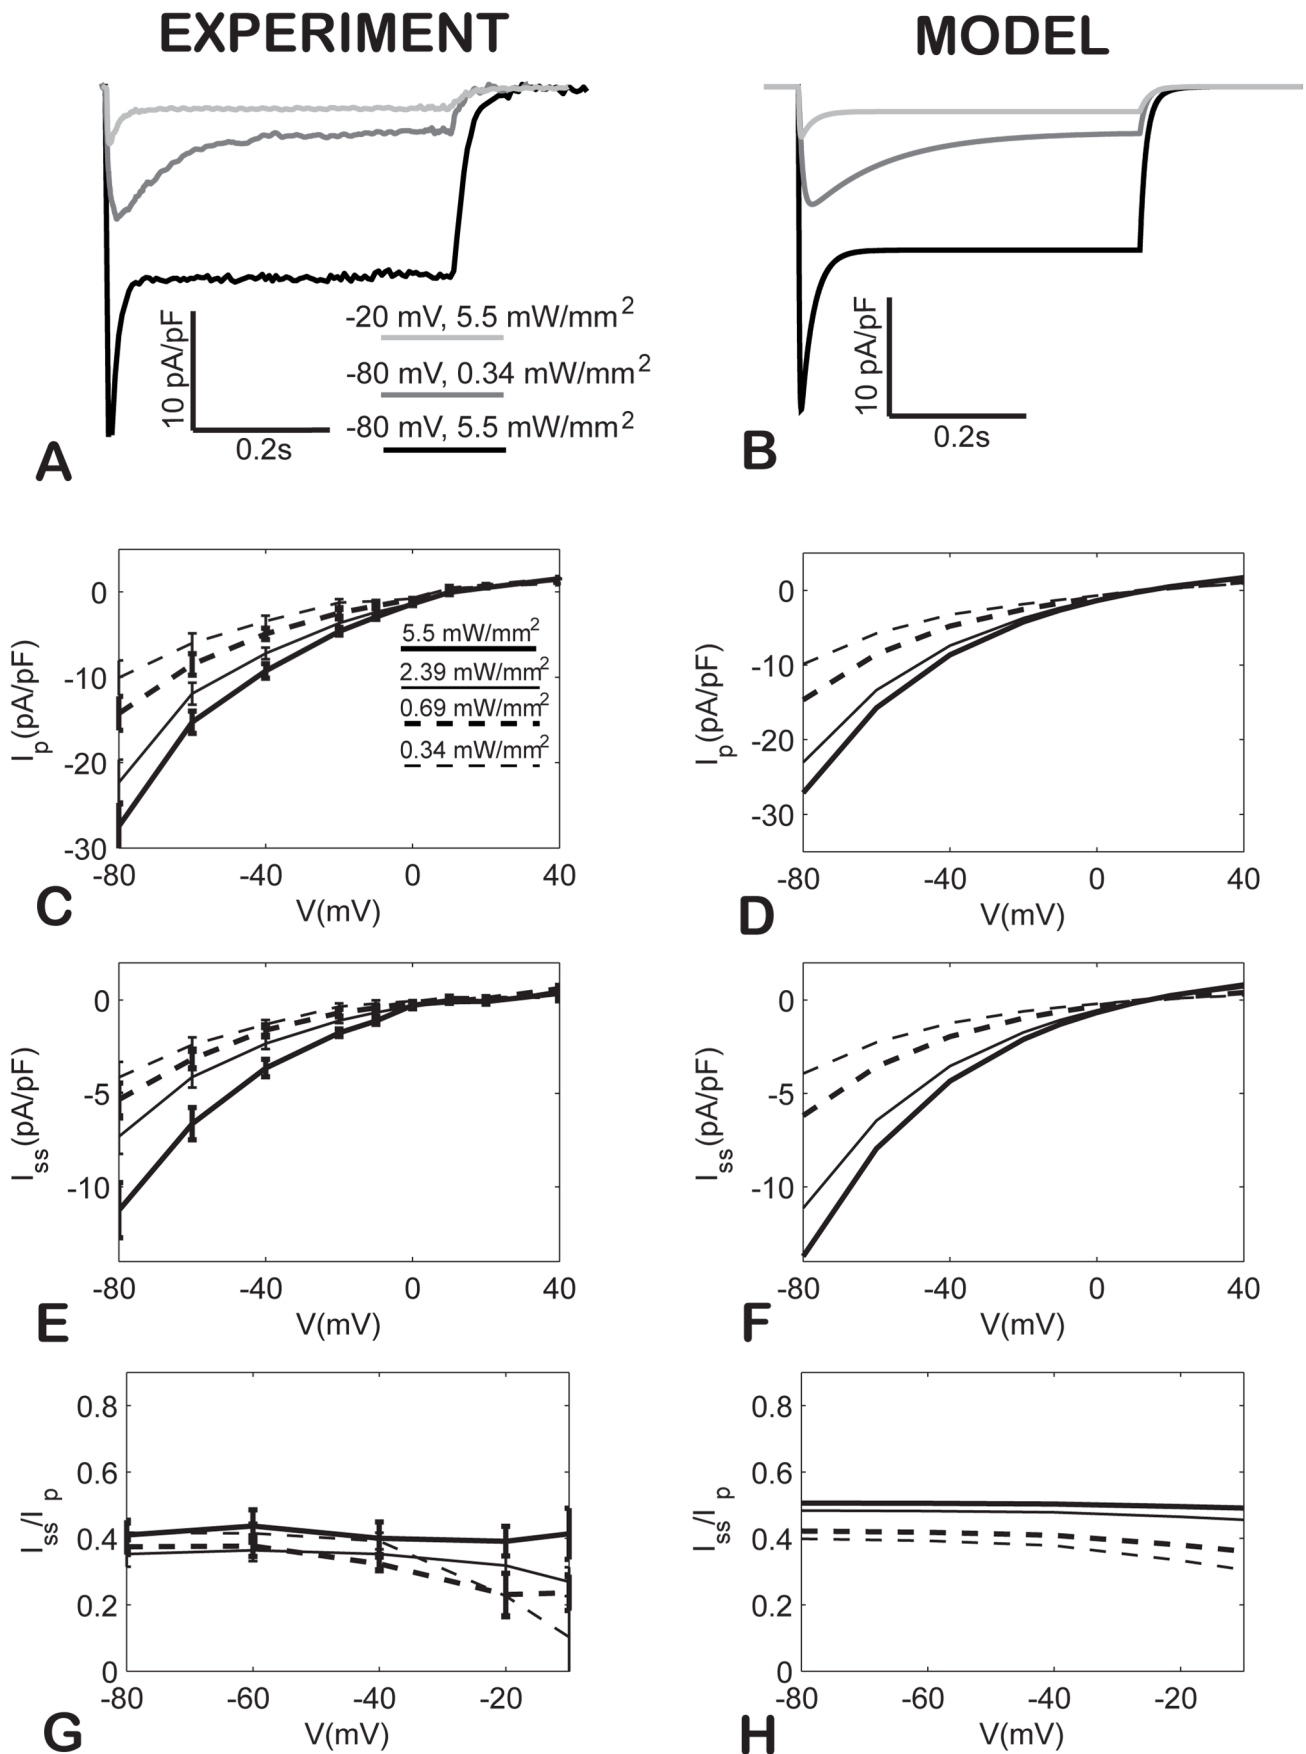 EXPERIMENT
MODEL
10 pA/pF
0.2s
-20 mV, 5.5 mW/mm²
-80 mV, 0.34 mW/mm²
-80 mV, 5.5 mW/mm²
A
10 pA/pF
0.2s
B
0
-10
-20
-30
-80
-40
0
40
Ip(pA/pF)
V(mV)
5.5 mW/mm²
2.39 mW/mm²
0.69 mW/mm²
0.34 mW/mm²
C
0
-10
-20
-30
-80
-40
0
40
Ip(pA/pF)
V(mV)
D
0
-5
-10
-80
-40
0
40
Iss(pA/pF)
V(mV)
E
0
-5
-10
-80
-40
0
40
Iss(pA/pF)
V(mV)
F
0.8
0.6
0.4
0.2
0
-80
-60
-40
-20
Iss/Ip
V(mV)
G
0.8
0.6
0.4
0.2
0
-80
-60
-40
-20
Iss/Ip
V(mV)
H